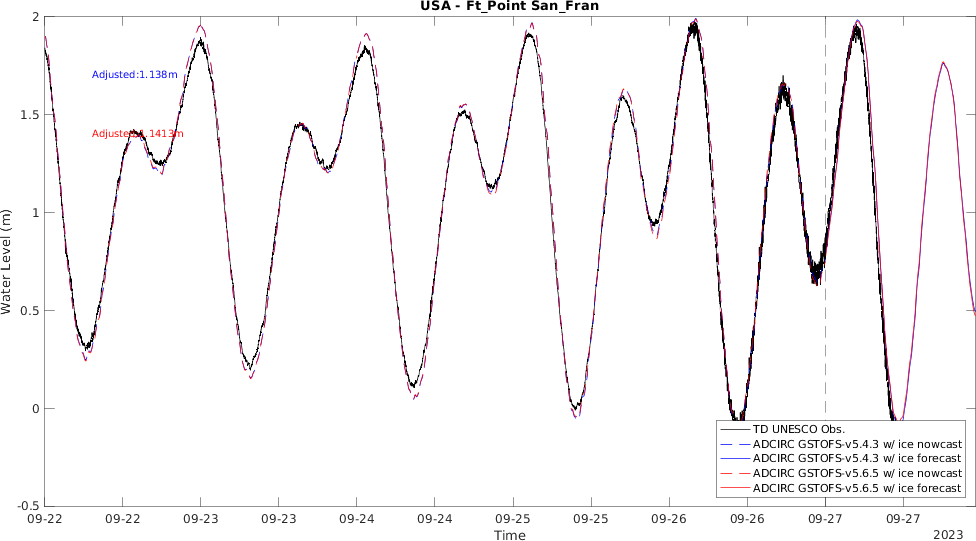 USA - Ft_Point San_Fran
2
1.5
1
0.5
0
-0.5
Water Level (m)
Adjusted:1.138m
TD UNESCO Obs.
ADCIRC GSTOFS-v5.4.3 w/ ice nowcast
ADCIRC GSTOFS-v5.4.3 w/ ice forecast
ADCIRC GSTOFS-v5.6.5 w/ ice nowcast
ADCIRC GSTOFS-v5.6.5 w/ ice forecast
09-22 09-22 09-23 09-23 09-24 09-24 09-25 09-25 09-26 09-26 09-27 09-27
Time
2023